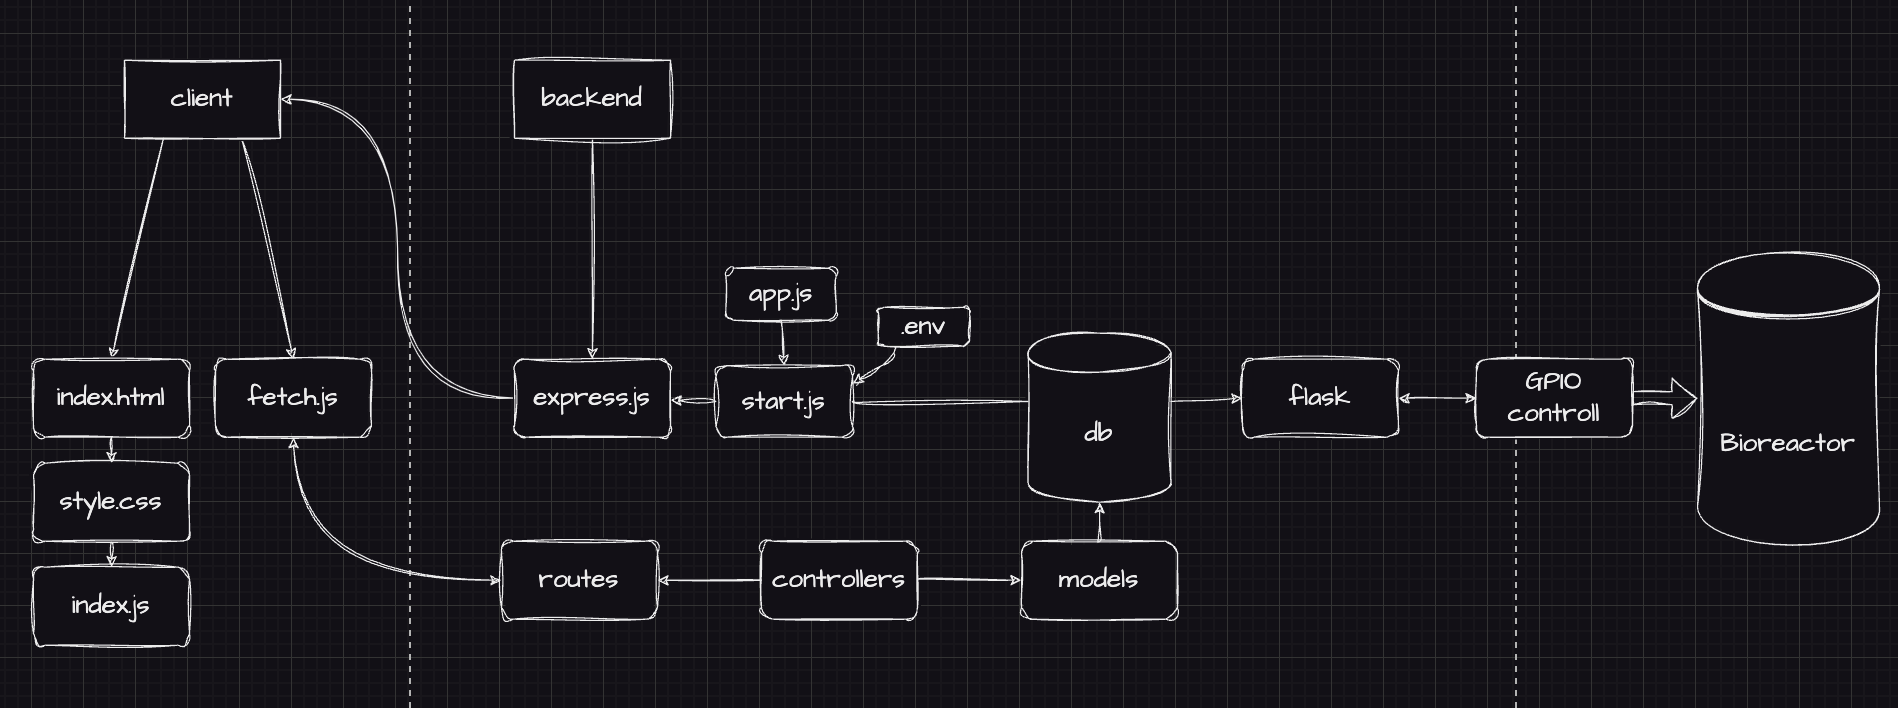 client
backend
app.js
.env
index.html
fetch.js
express.js
start.js
db
flask
GPIO
controll
Bioreactor
style.css
index.js
routes
controllers
models